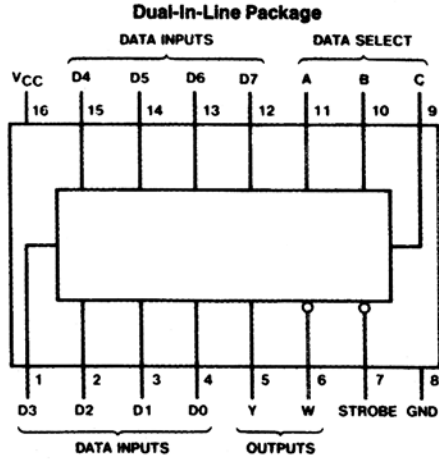 Dual-In-Line Package
DATA INPUTS DATA SELECT
VCC D4 D5 D6 D7 A B C
16 15 14 13 12 11 10 9
1 2 3 4 5 6 7 8
D3 D2 D1 D0 Y W STROBE GND
DATA INPUTS OUTPUTS